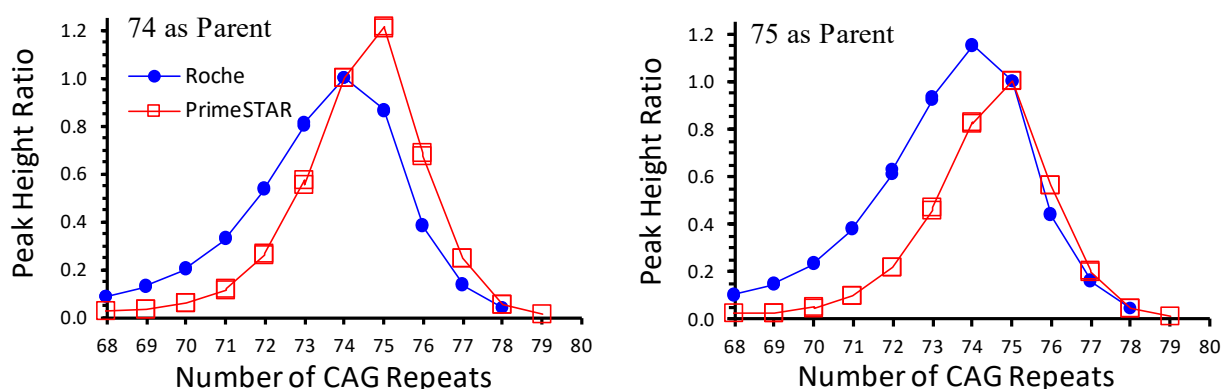 74 as Parent
Roche
PrimeSTAR
Peak Height Ratio
1.2
1.0
0.8
0.6
0.4
0.2
0.0
68 69 70 71 72 73 74 75 76 77 78 79 80
Number of CAG Repeats
75 as Parent
Peak Height Ratio
1.2
1.0
0.8
0.6
0.4
0.2
0.0
68 69 70 71 72 73 74 75 76 77 78 79 80
Number of CAG Repeats